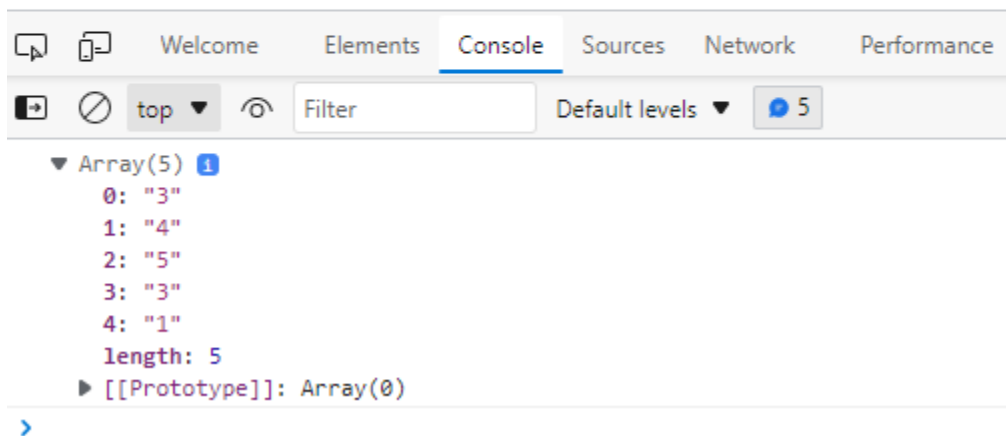 Welcome Elements Console Sources Network Performance
top Filter Default levels 5
Array(5) i
0: "3"
1: "4"
2: "5"
3: "3"
4: "1"
length: 5
[[Prototype]]: Array(0)